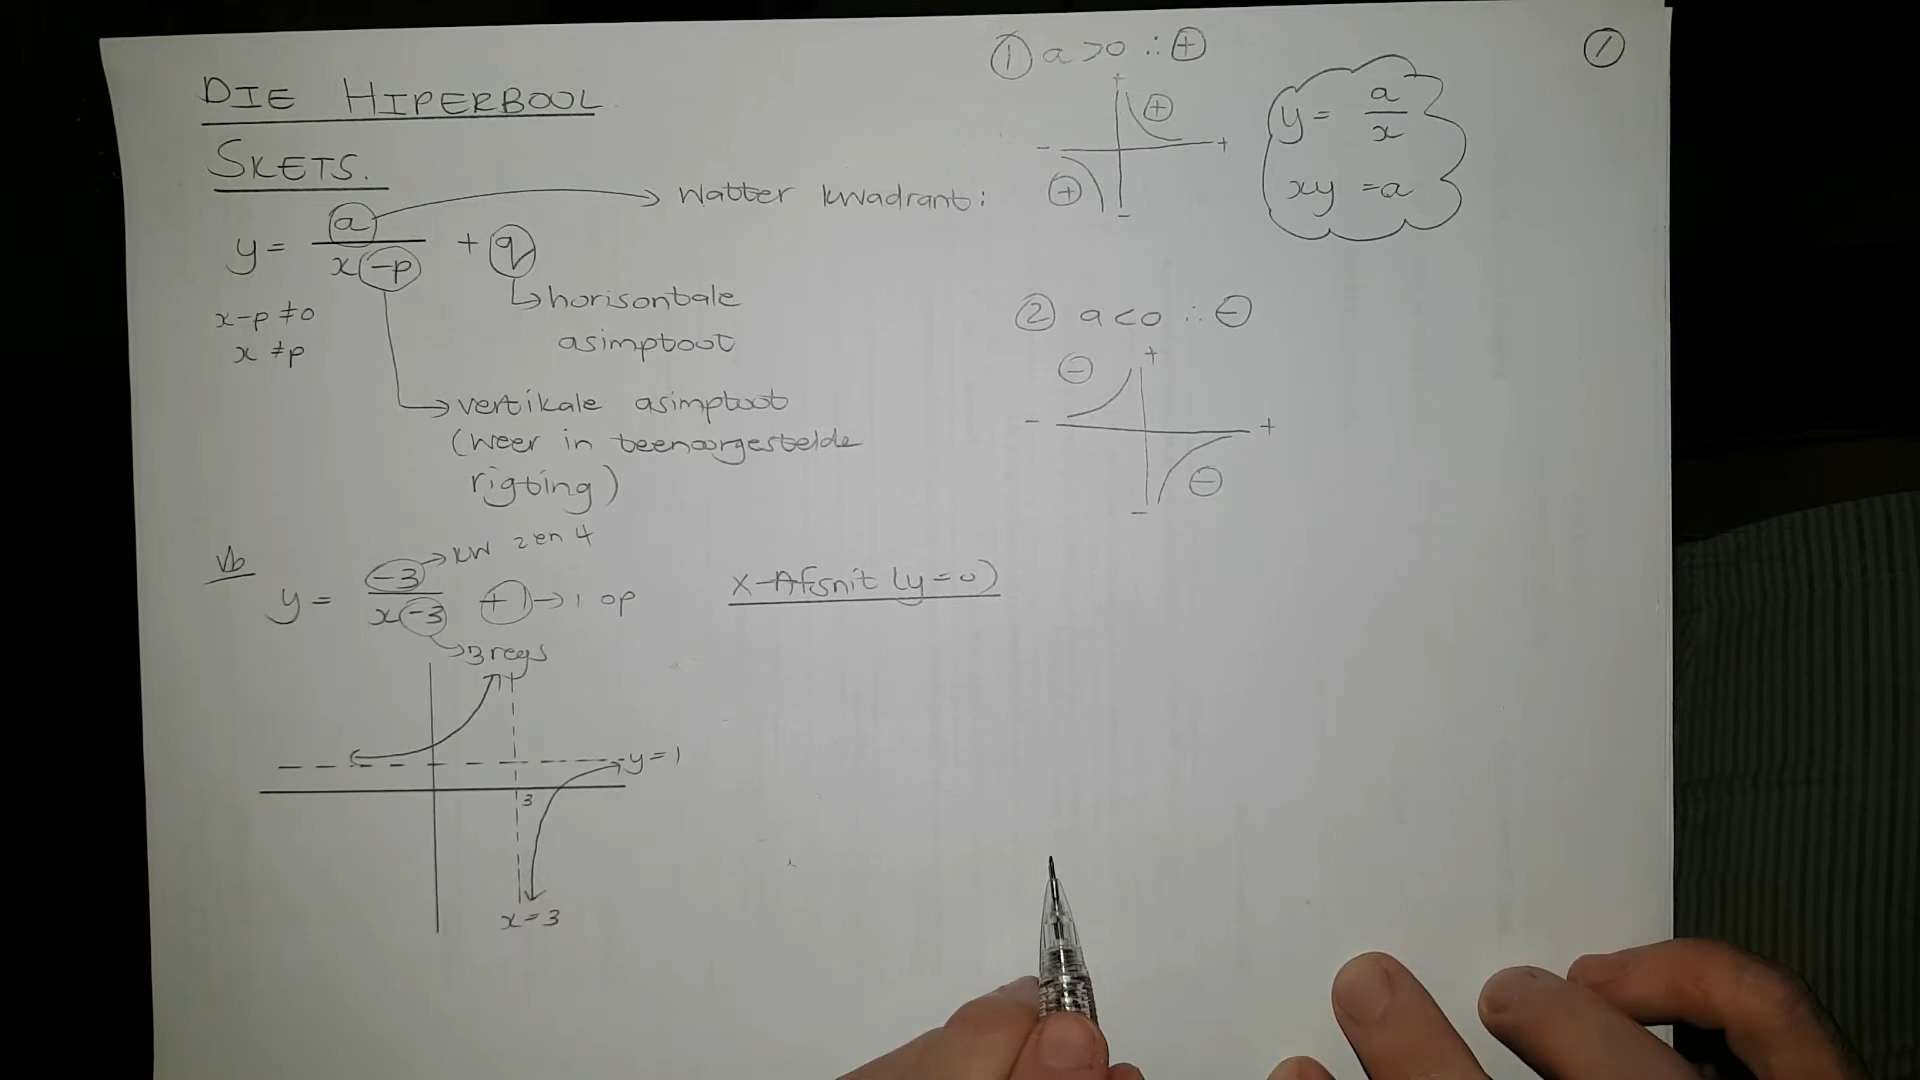 DIE HIPERBOOL
SKETS.
y = a / x-p + q
→ watter kwadrant:
x-p ≠ 0
x ≠ p
horisontale
asimptoot
vertikale asimptoot
(weer in teenoorgestelde
rigting)
① a > 0 ∴ ⊕
+
⊕
- +
⊕
-
y = a / x
xy = a
①
② a < 0 ∴ ⊖
⊖ +
- +
⊖
-
Vb
y = -3 / x-3 + 1 → 1 op
→ KW 2 en 4
→ 3 regs
y = 1
3
x = 3
X-Afsnit (y = 0)